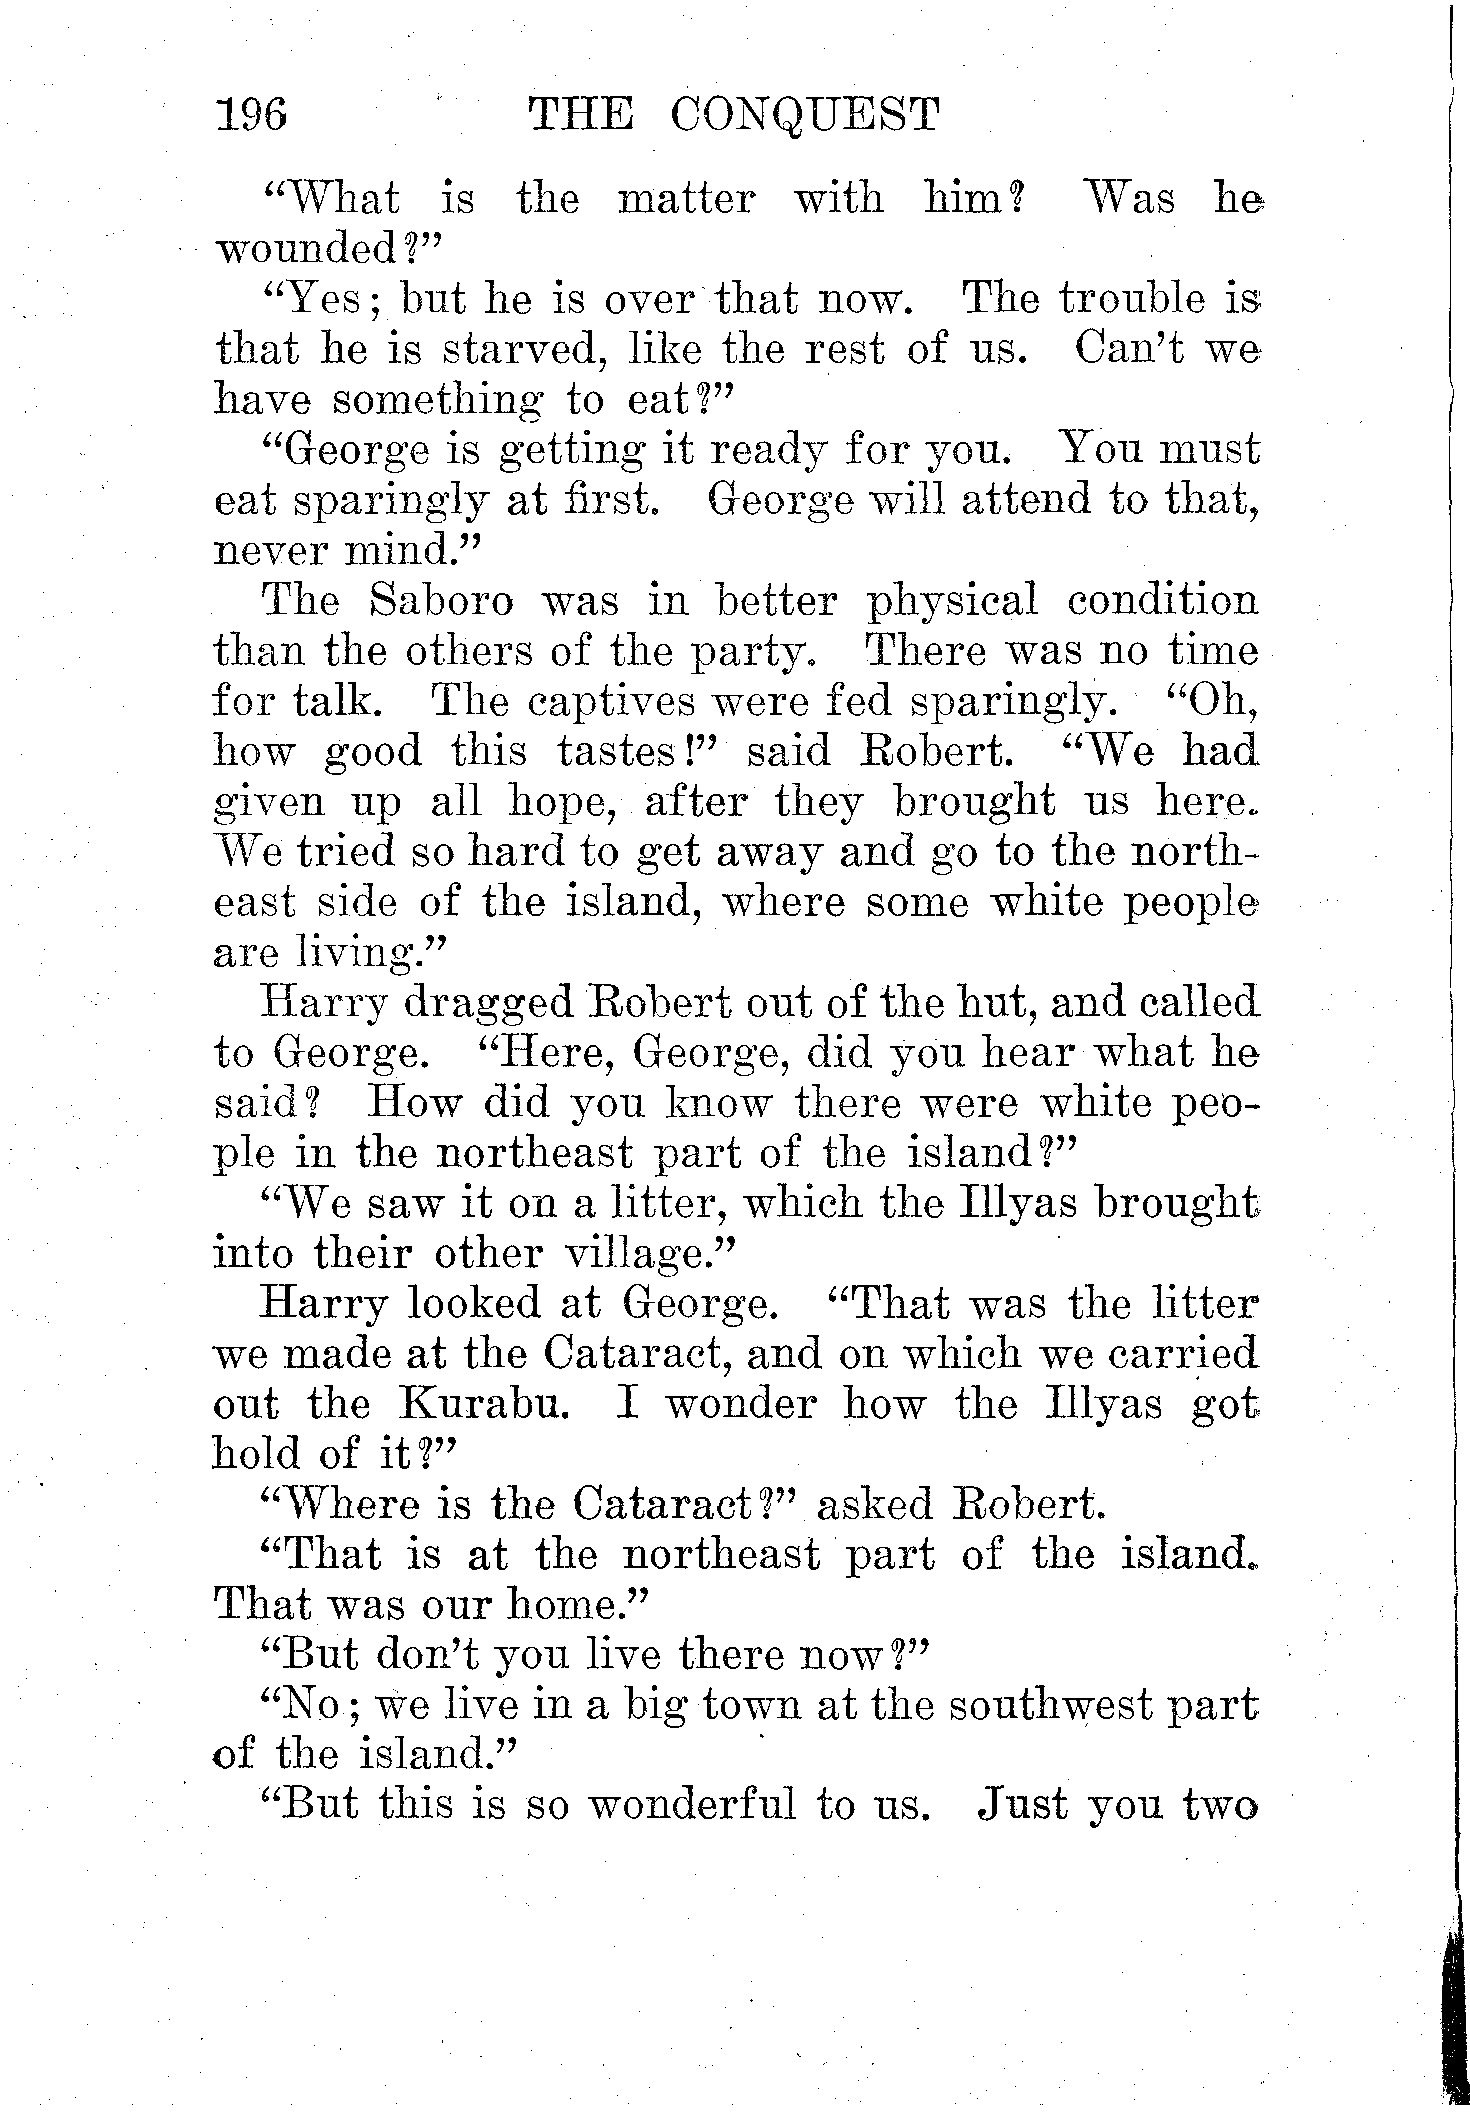 196 THE CONQUEST
“What is the matter with him? Was he
wounded?”
“Yes; but he is over that now. The trouble is
that he is starved, like the rest of us. Can’t we
have something to eat?”
“George is getting it ready for you. You must
eat sparingly at first. George will attend to that,
never mind.”
The Saboro was in better physical condition
than the others of the party. There was no time
for talk. The captives were fed sparingly. “Oh,
how good this tastes!” said Robert. “We had
given up all hope, after they brought us here.
We tried so hard to get away and go to the north-
east side of the island, where some white people
are living.”
Harry dragged Robert out of the hut, and called
to George. “Here, George, did you hear what he
said? How did you know there were white peo-
ple in the northeast part of the island?”
“We saw it on a litter, which the Illyas brought
into their other village.”
Harry looked at George. “That was the litter
we made at the Cataract, and on which we carried
out the Kurabu. I wonder how the Illyas got
hold of it?”
“Where is the Cataract?” asked Robert.
“That is at the northeast part of the island.
That was our home.”
“But don’t you live there now?”
“No; we live in a big town at the southwest part
of the island.”
“But this is so wonderful to us. Just you two